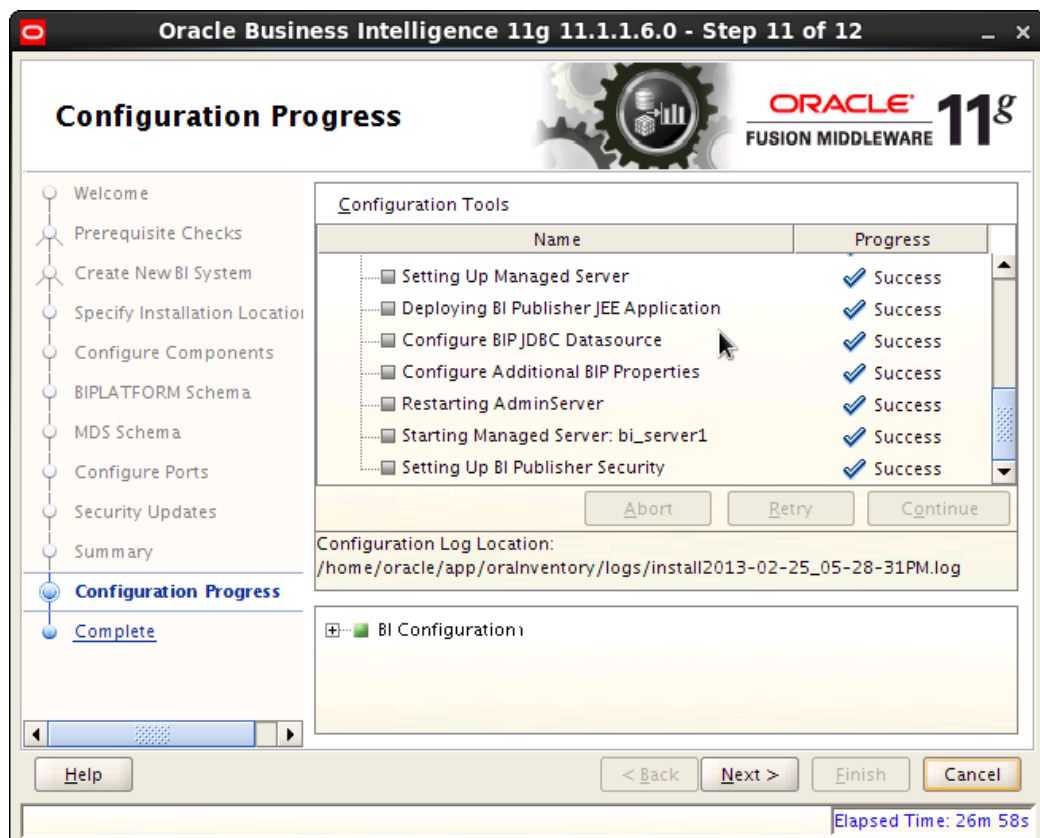 Oracle Business Intelligence 11g 11.1.1.6.0 - Step 11 of 12
Configuration Progress
ORACLE
FUSION MIDDLEWARE
11g
Welcome
Prerequisite Checks
Create New BI System
Specify Installation Location
Configure Components
BIPLATFORM Schema
MDS Schema
Configure Ports
Security Updates
Summary
Configuration Progress
Complete
Configuration Tools
Name Progress
Setting Up Managed Server Success
Deploying BI Publisher JEE Application Success
Configure BIP JDBC Datasource Success
Configure Additional BIP Properties Success
Restarting AdminServer Success
Starting Managed Server: bi_server1 Success
Setting Up BI Publisher Security Success
Abort Retry Continue
Configuration Log Location:
/home/oracle/app/oraInventory/logs/install2013-02-25_05-28-31PM.log
BI Configuration
Help < Back Next > Finish Cancel
Elapsed Time: 26m 58s